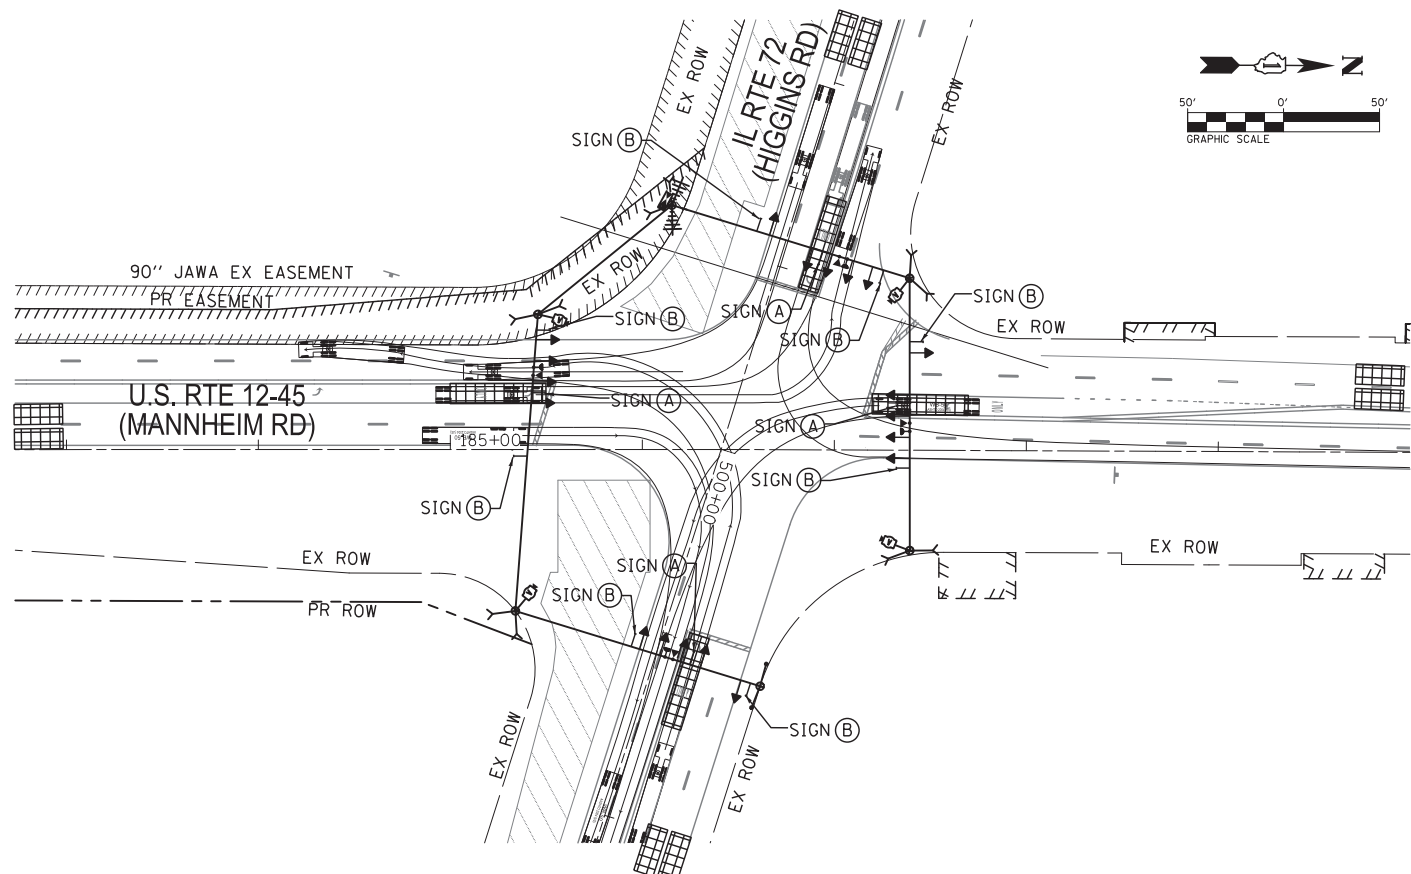 IL RTE 72
(HIGGINS RD)
EX ROW
EX ROW
N
50' 0' 50'
GRAPHIC SCALE
SIGN B
90'' JAWA EX EASEMENT
PR EASEMENT
EX ROW
SIGN B
SIGN A
SIGN B
SIGN B
EX ROW
U.S. RTE 12-45
(MANNHEIM RD)
SIGN A
SIGN A
ONLY
185+00
500+00
SIGN B
SIGN B
EX ROW
EX ROW
PR ROW
SIGN A
SIGN B
SIGN B
EX ROW
EX ROW